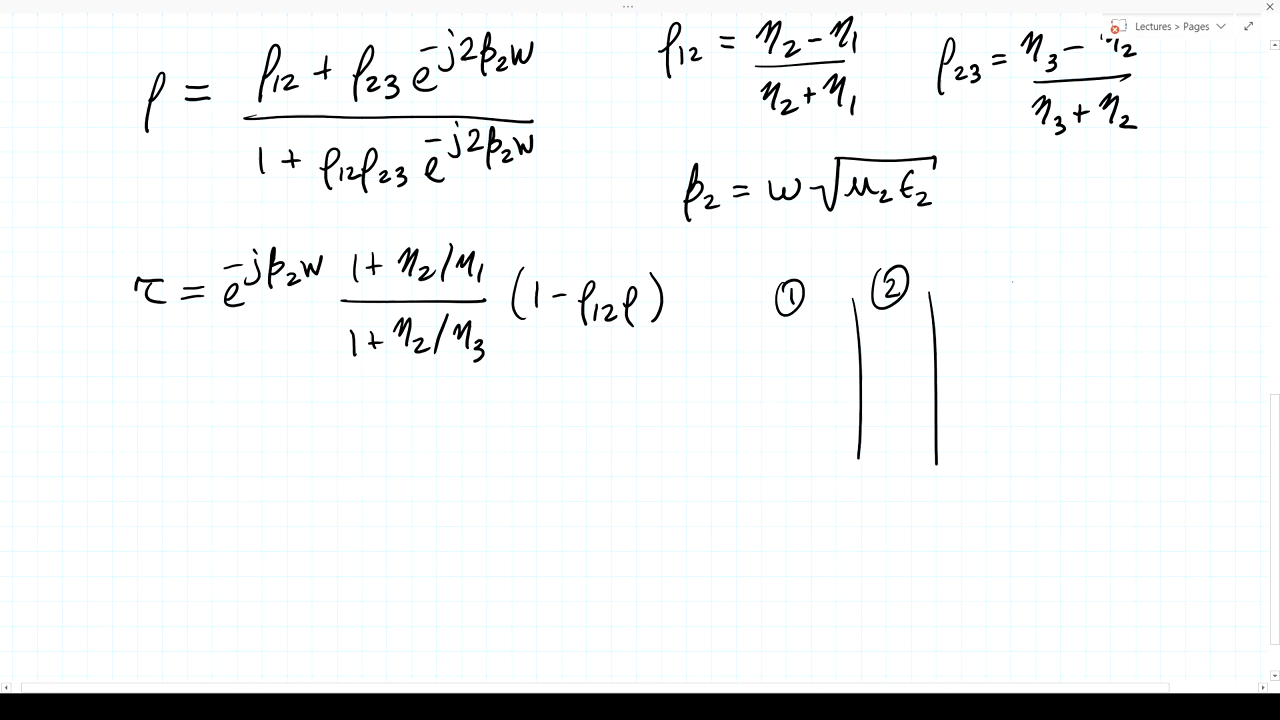 Lectures > Pages
ρ = (ρ₁₂ + ρ₂₃ e^{-j2β₂w}) / (1 + ρ₁₂ρ₂₃ e^{-j2β₂w})
ρ₁₂ = (η₂ - η₁) / (η₂ + η₁)
ρ₂₃ = (η₃ - η₂) / (η₃ + η₂)
β₂ = ω√(μ₂ε₂)
τ = e^{-jβ₂w} (1 + η₂/η₁) / (1 + η₂/η₃) (1 - ρ₁₂ρ)
① ②